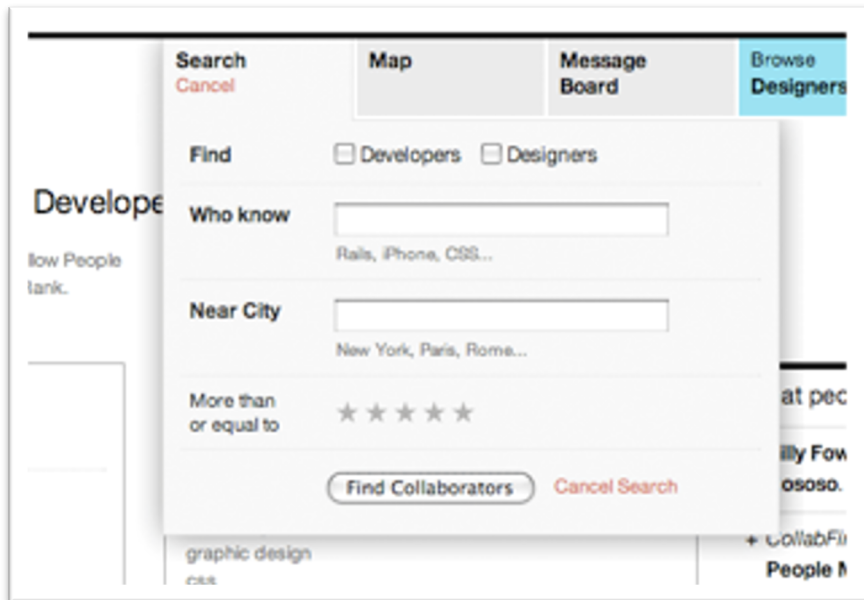 Search
Cancel
Map
Message
Board
Browse
Designers
Find
Developers
Designers
Develope
Who know
Rails, iPhone, CSS...
llow People
Rank.
Near City
New York, Paris, Rome...
More than
or equal to
at peo
illy Fow
ososo.
Find Collaborators
Cancel Search
+ CollabFi
People M
graphic design
css